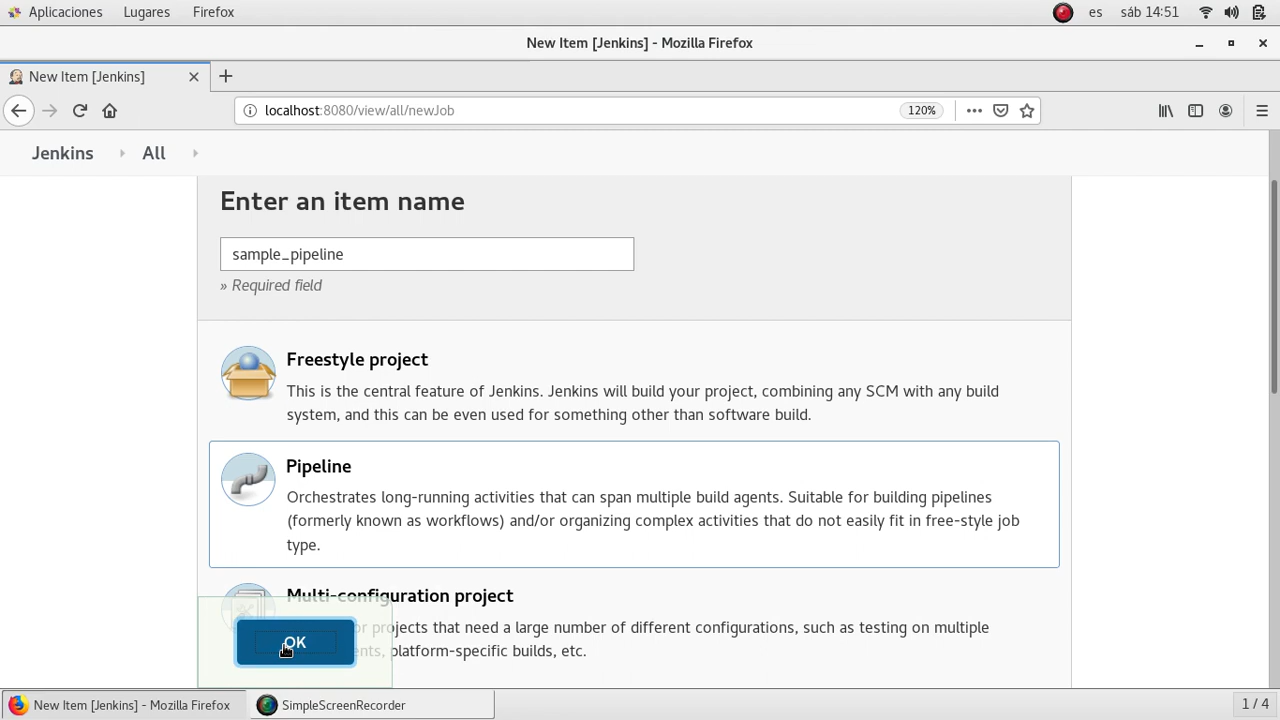 Aplicaciones Lugares Firefox es sáb 14:51
New Item [Jenkins] - Mozilla Firefox
New Item [Jenkins]
localhost:8080/view/all/newJob 120%
Jenkins All
Enter an item name
sample_pipeline
» Required field
Freestyle project
This is the central feature of Jenkins. Jenkins will build your project, combining any SCM with any build
system, and this can be even used for something other than software build.
Pipeline
Orchestrates long-running activities that can span multiple build agents. Suitable for building pipelines
(formerly known as workflows) and/or organizing complex activities that do not easily fit in free-style job
type.
Multi-configuration project
projects that need a large number of different configurations, such as testing on multiple
platform-specific builds, etc.
OK
New Item [Jenkins] - Mozilla Firefox SimpleScreenRecorder 1 / 4